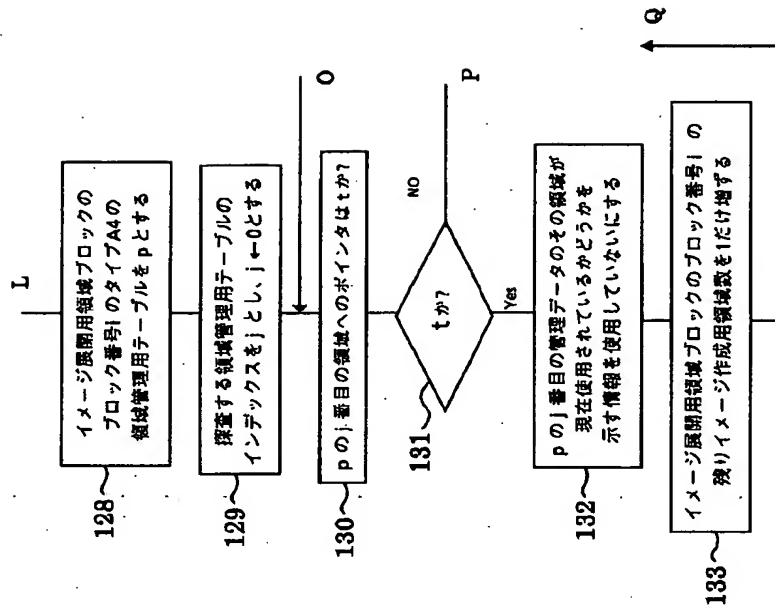 L
イメージ展開用領域ブロックの
ブロック番号iのタイプA4の
領域管理用テーブルをpとする
128
探査する領域管理用テーブルの
インデックスをjとし、j←0とする
129
O
pのj番目の領域へのポインタはtか?
130
tか?
NO
P
131
Yes
pのj番目の管理データのその領域が
現在使用されているかどうかを
示す情報を使用していないにする
132
Q
イメージ展開用領域ブロックのブロック番号iの
残りイメージ作成用領域数を1だけ増ずる
133